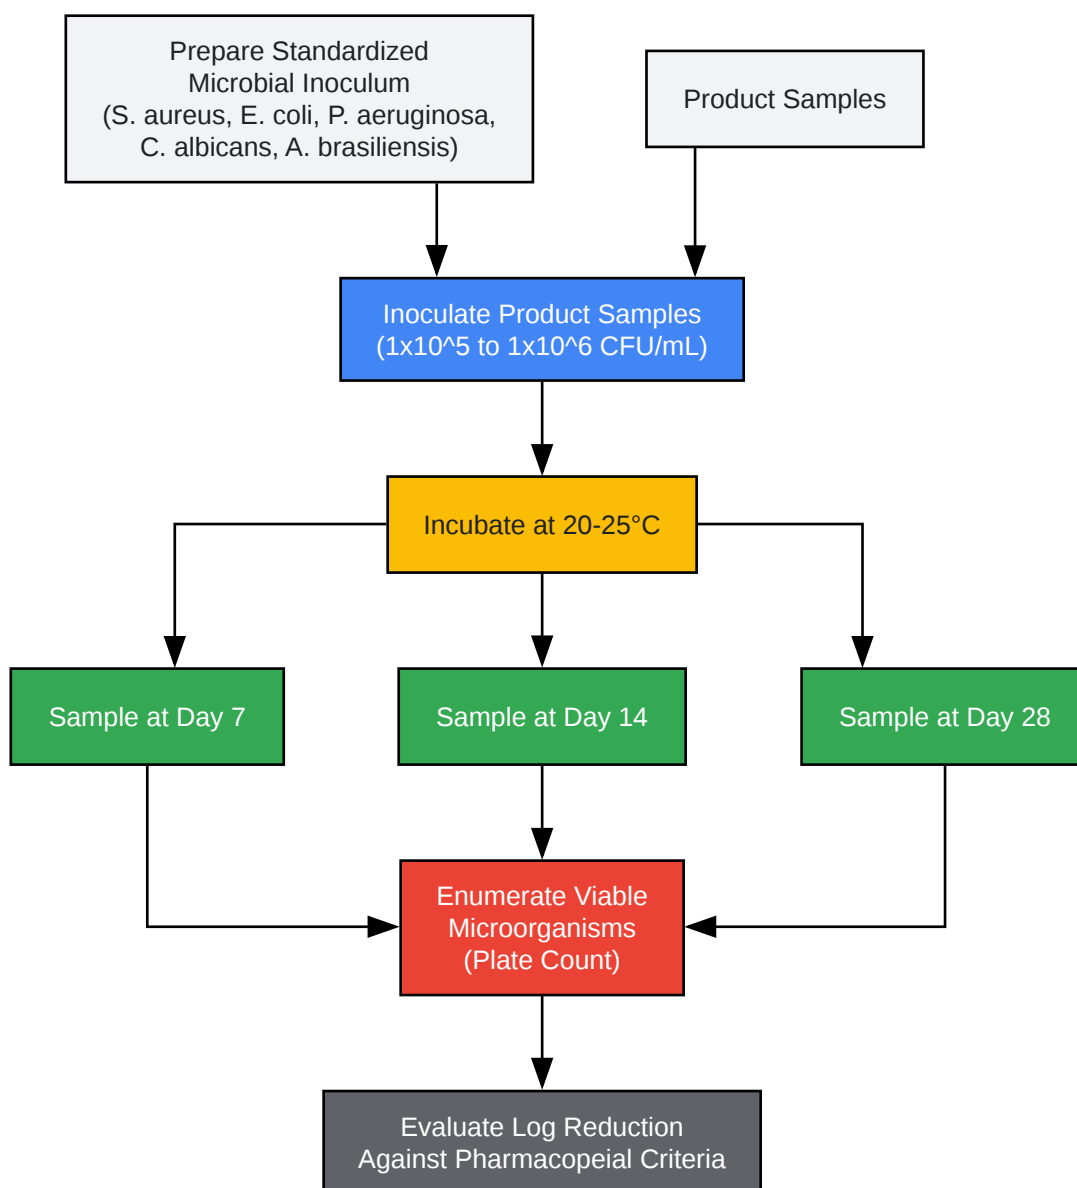 Prepare Standardized
Microbial Inoculum
(S. aureus, E. coli, P. aeruginosa,
C. albicans, A. brasiliensis)
Product Samples
Inoculate Product Samples
(1x10^5 to 1x10^6 CFU/mL)
Incubate at 20-25°C
Sample at Day 7
Sample at Day 14
Sample at Day 28
Enumerate Viable
Microorganisms
(Plate Count)
Evaluate Log Reduction
Against Pharmacopeial Criteria